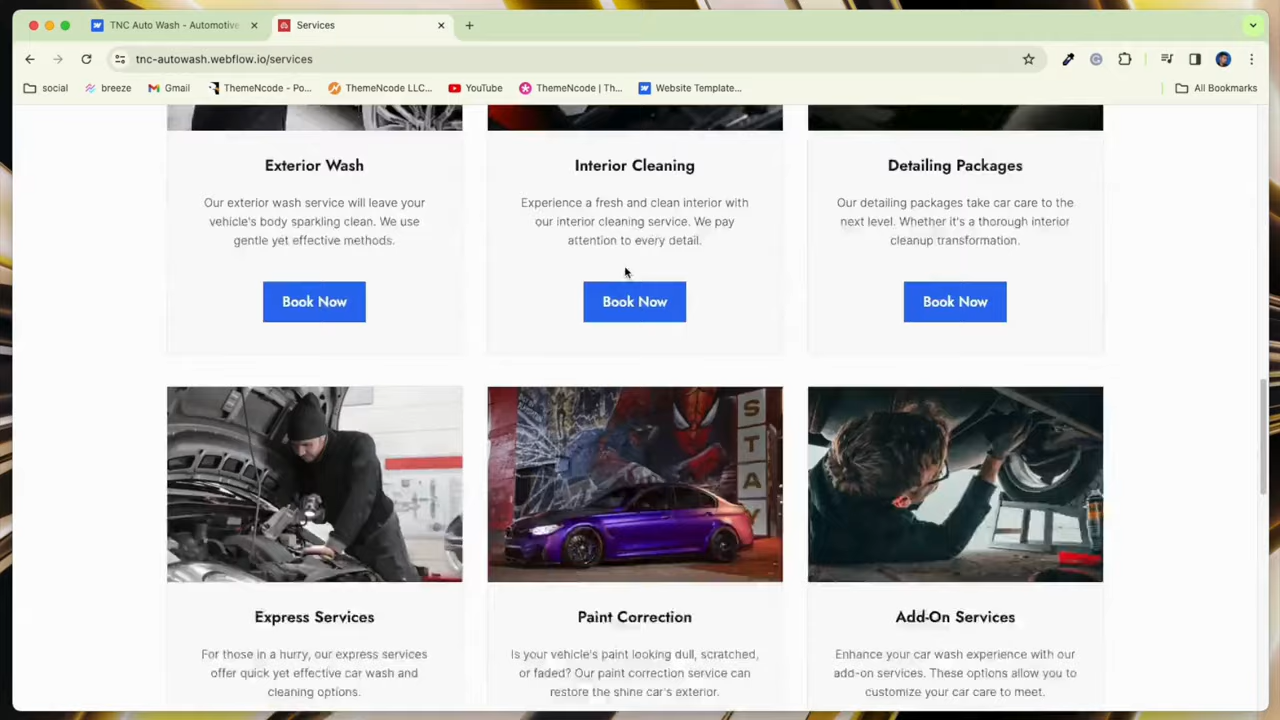 TNC Auto Wash - Automotive
Services
tnc-autowash.webflow.io/services
social
breeze
Gmail
ThemeNcode - Po...
ThemeNcode LLC...
YouTube
ThemeNcode | Th...
Website Template...
All Bookmarks
Exterior Wash
Our exterior wash service will leave your
vehicle's body sparkling clean. We use
gentle yet effective methods.
Book Now
Interior Cleaning
Experience a fresh and clean interior with
our interior cleaning service. We pay
attention to every detail.
Book Now
Detailing Packages
Our detailing packages take car care to the
next level. Whether it's a thorough interior
cleanup transformation.
Book Now
STAY
Express Services
For those in a hurry, our express services
offer quick yet effective car wash and
cleaning options.
Paint Correction
Is your vehicle's paint looking dull, scratched,
or faded? Our paint correction service can
restore the shine car's exterior.
Add-On Services
Enhance your car wash experience with our
add-on services. These options allow you to
customize your car care to meet.